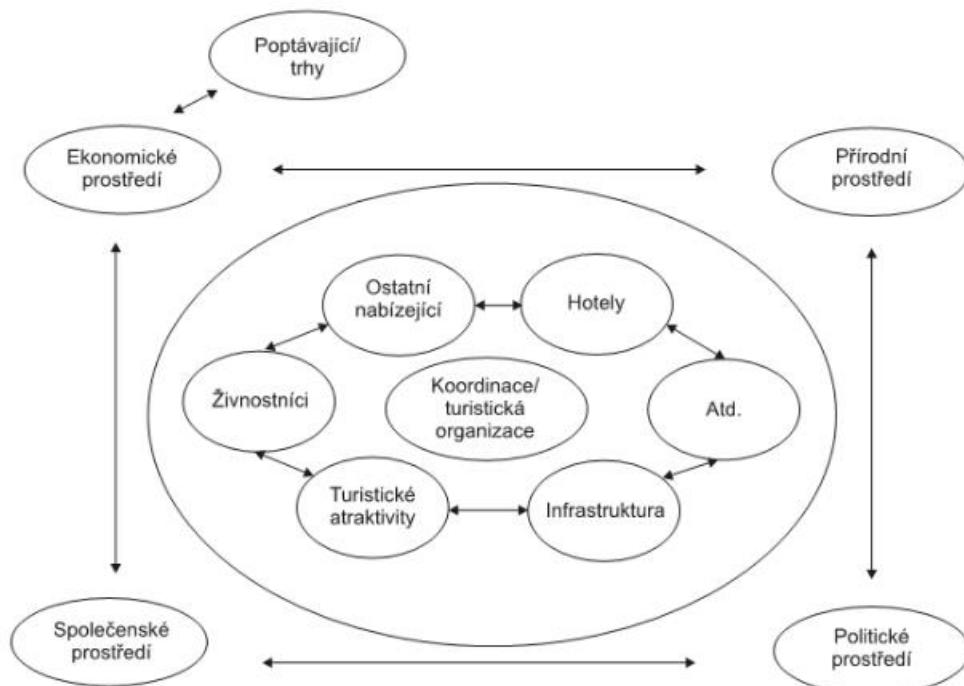 Poptávající/
trhy
Ekonomické
prostředí
Přírodní
prostředí
Ostatní
nabízející
Hotely
Živnostníci
Koordinace/
turistická
organizace
Atd.
Turistické
atraktivity
Infrastruktura
Společenské
prostředí
Politické
prostředí